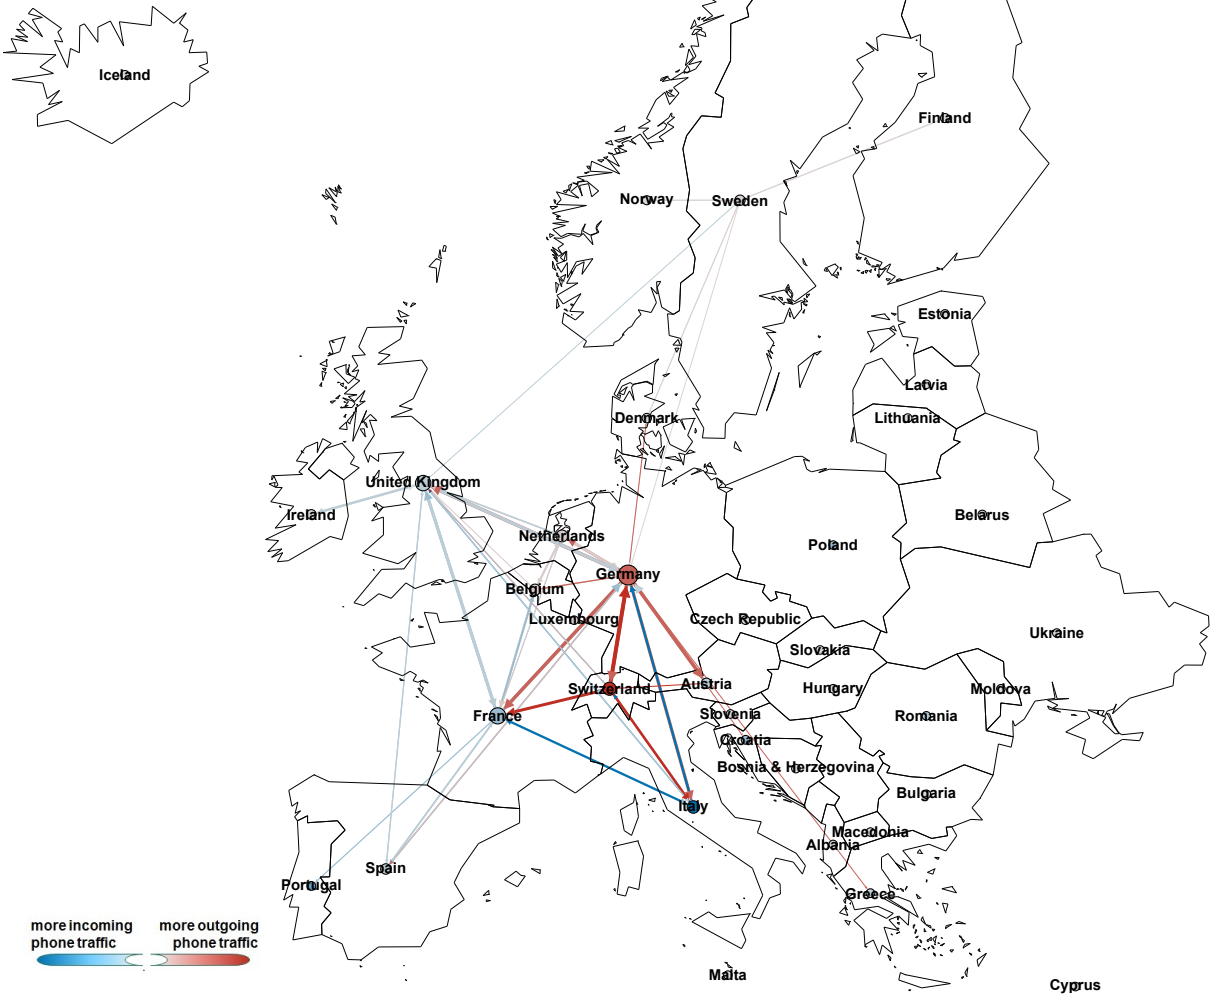 Iceland
Finland
Norway
Sweden
Estonia
Latvia
Denmark
Lithuania
United Kingdom
Ireland
Belarus
Netherlands
Poland
Germany
Belgium
Luxembourg
Czech Republic
Ukraine
Slovakia
Switzerland
Austria
Hungary
Moldova
France
Slovenia
Romania
Croatia
Bosnia & Herzegovina
Bulgaria
Italy
Macedonia
Albania
Spain
Portugal
Greece
more incoming
phone traffic
more outgoing
phone traffic
Malta
Cyprus